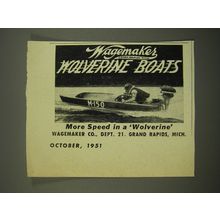 Wagemaker
WOLVERINE BOATS
M-150
More Speed in a 'Wolverine'
WAGEMAKER CO., DEPT. 21. GRAND RAPIDS, MICH.
OCTOBER, 1951